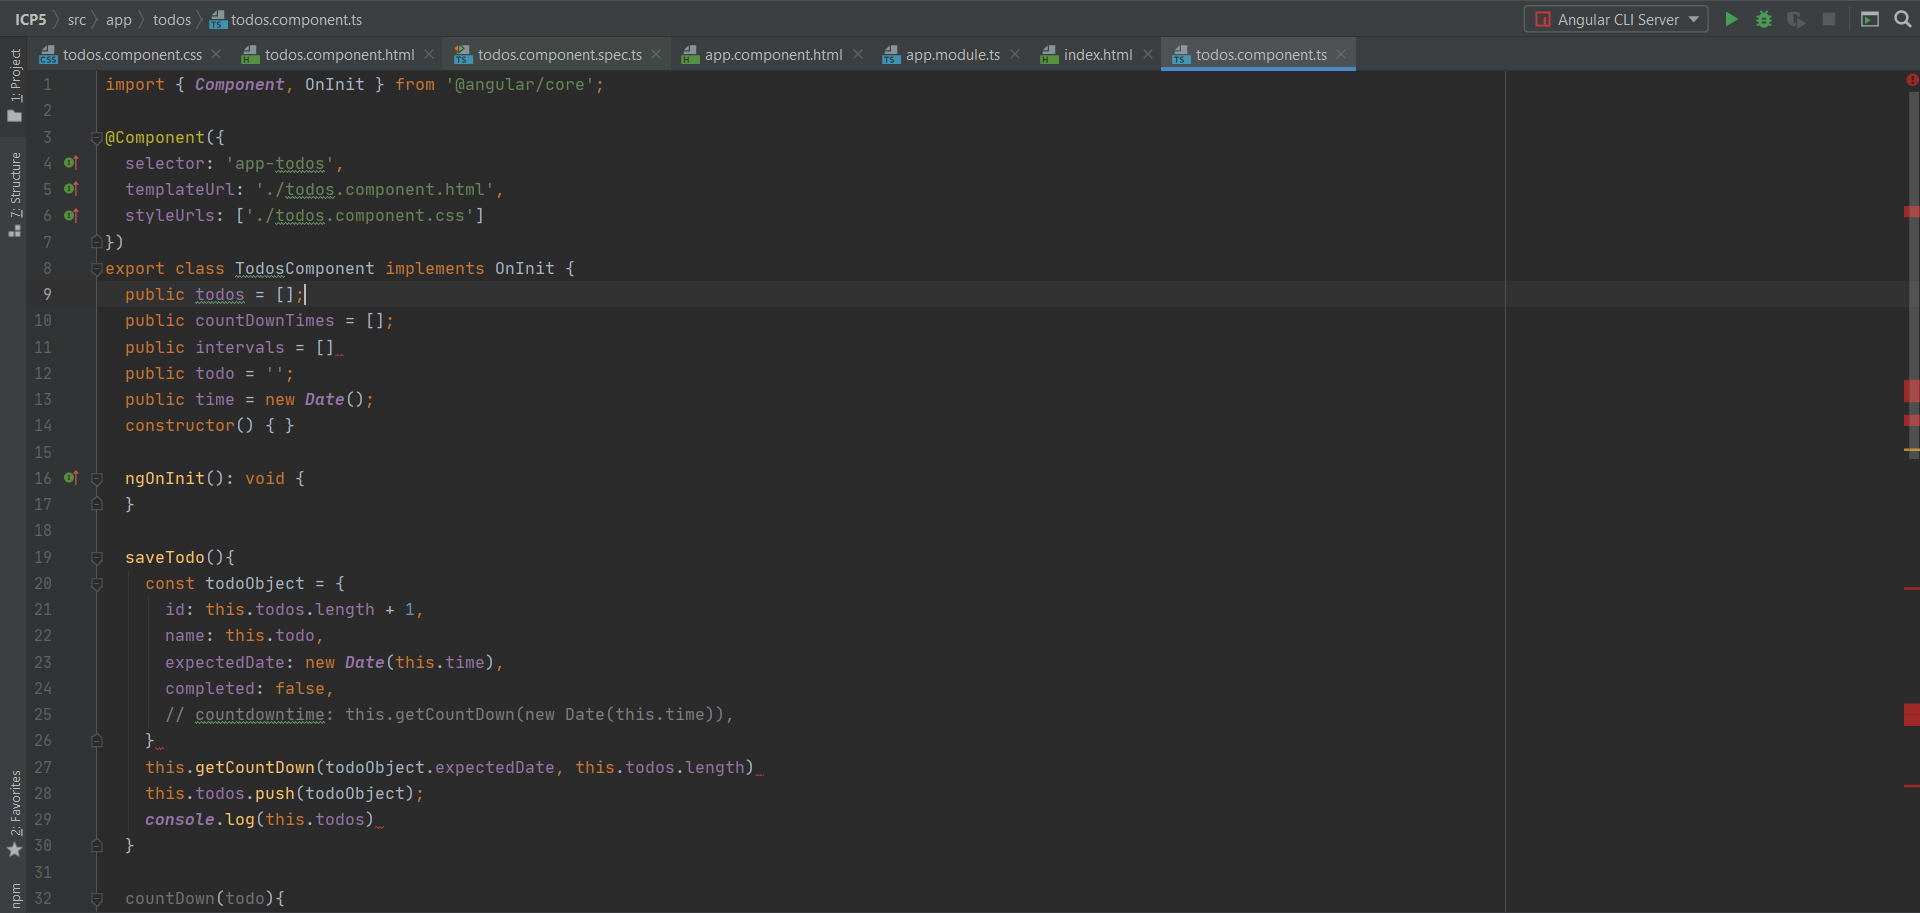 ICP5 src app todos todos.component.ts Angular CLI Server
todos.component.css todos.component.html todos.component.spec.ts app.component.html app.module.ts index.html todos.component.ts
1: Project
7: Structure
2: Favorites
npm
1 import { Component, OnInit } from '@angular/core';
2
3 @Component({
4   selector: 'app-todos',
5   templateUrl: './todos.component.html',
6   styleUrls: ['./todos.component.css']
7 })
8 export class TodosComponent implements OnInit {
9   public todos = [];
10   public countDownTimes = [];
11   public intervals = []
12   public todo = '';
13   public time = new Date();
14   constructor() { }
15
16   ngOnInit(): void {
17   }
18
19   saveTodo(){
20     const todoObject = {
21       id: this.todos.length + 1,
22       name: this.todo,
23       expectedDate: new Date(this.time),
24       completed: false,
25       // countdowntime: this.getCountDown(new Date(this.time)),
26     }
27     this.getCountDown(todoObject.expectedDate, this.todos.length)
28     this.todos.push(todoObject);
29     console.log(this.todos)
30   }
31
32   countDown(todo){